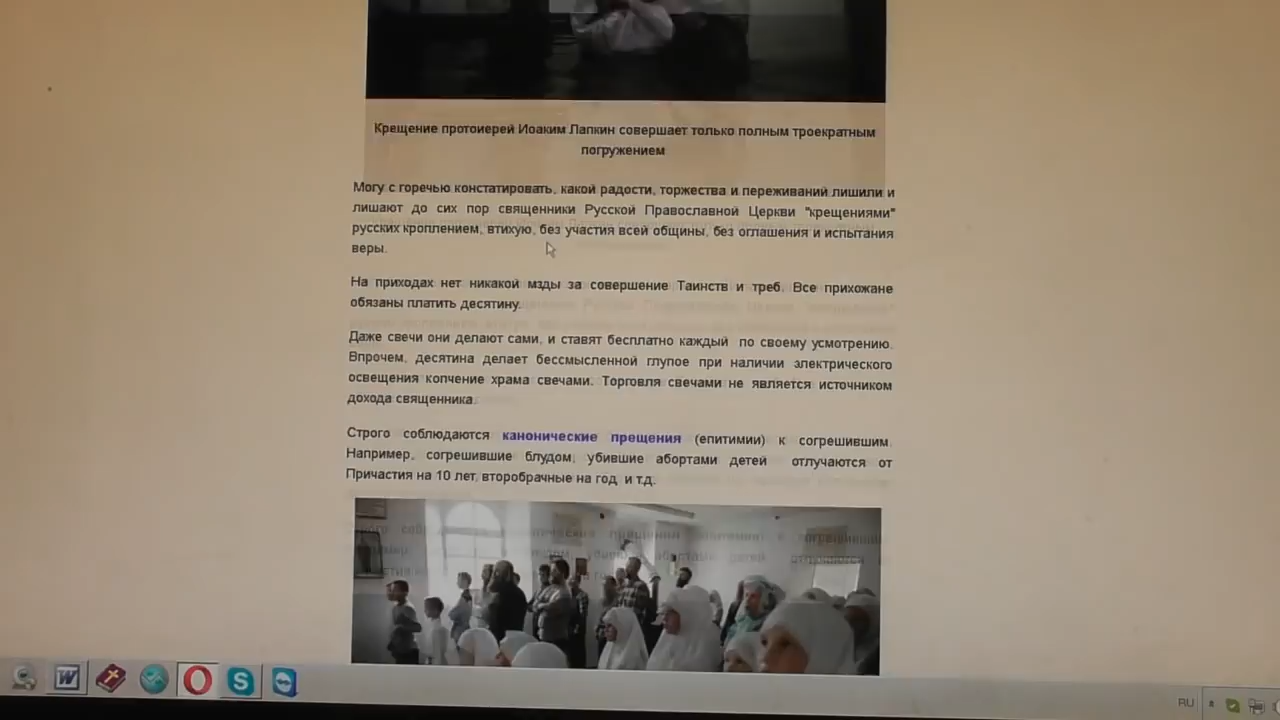 Крещение протоиерей Иоаким Лапкин совершает только полным троекратным
погружением
Могу с горечью констатировать, какой радости, торжества и переживаний лишили и
лишают до сих пор священники Русской Православной Церкви "крещениями"
русских кроплением, втихую, без участия всей общины, без оглашения и испытания
веры.
На приходах нет никакой мзды за совершение Таинств и треб. Все прихожане
обязаны платить десятину.
Даже свечи они делают сами, и ставят бесплатно каждый по своему усмотрению.
Впрочем, десятина делает бессмысленной глупое при наличии электрического
освещения копчение храма свечами. Торговля свечами не является источником
дохода священника.
Строго соблюдаются канонические прещения (епитимии) к согрешившим.
Например, согрешившие блудом, убившие абортами детей отлучаются от
Причастия на 10 лет, второбрачные на год и т.д.
RU